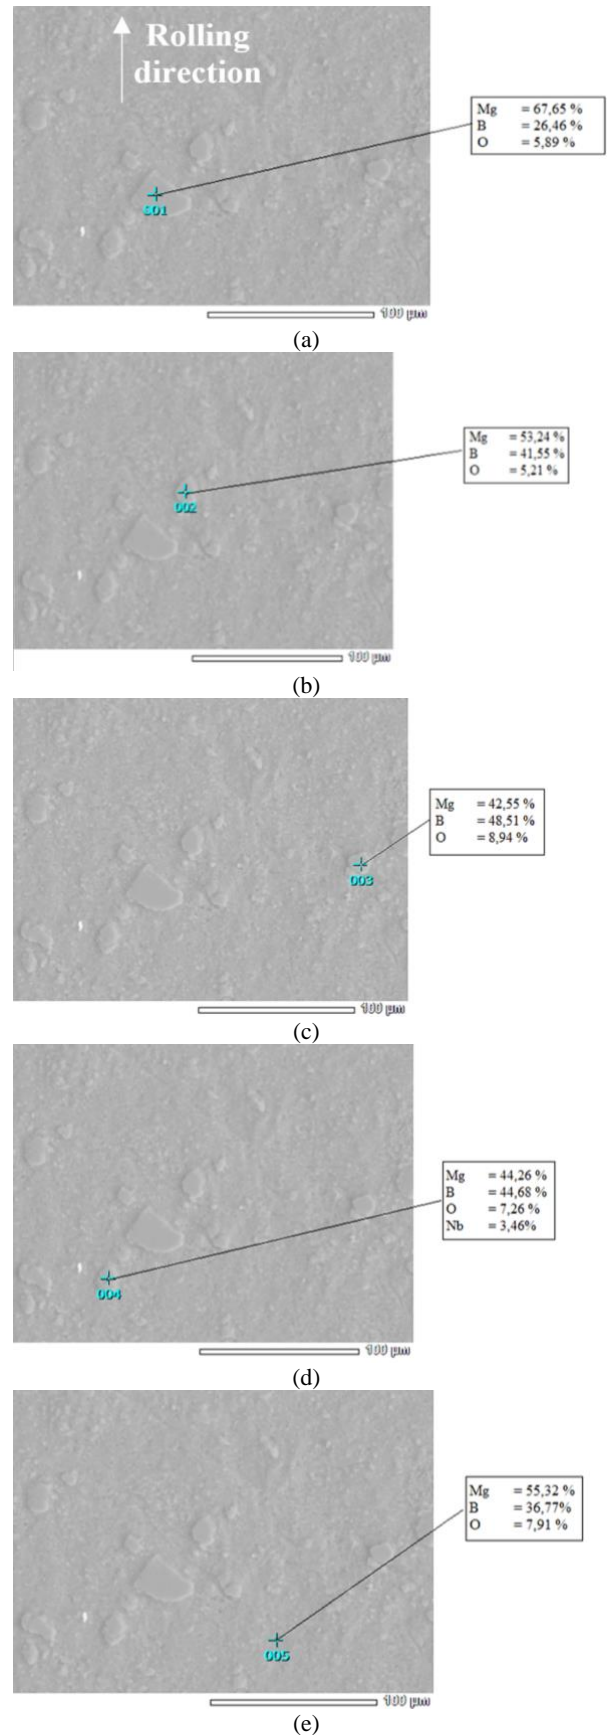 Rolling
direction
Mg = 67,65 %
B = 26,46 %
O = 5,89 %
001
100 µm
(a)
Mg = 53,24 %
B = 41,55 %
O = 5,21 %
002
100 µm
(b)
Mg = 42,55 %
B = 48,51 %
O = 8,94 %
003
100 µm
(c)
Mg = 44,26 %
B = 44,68 %
O = 7,26 %
Nb = 3,46%
004
100 µm
(d)
Mg = 55,32 %
B = 36,77%
O = 7,91 %
005
100 µm
(e)